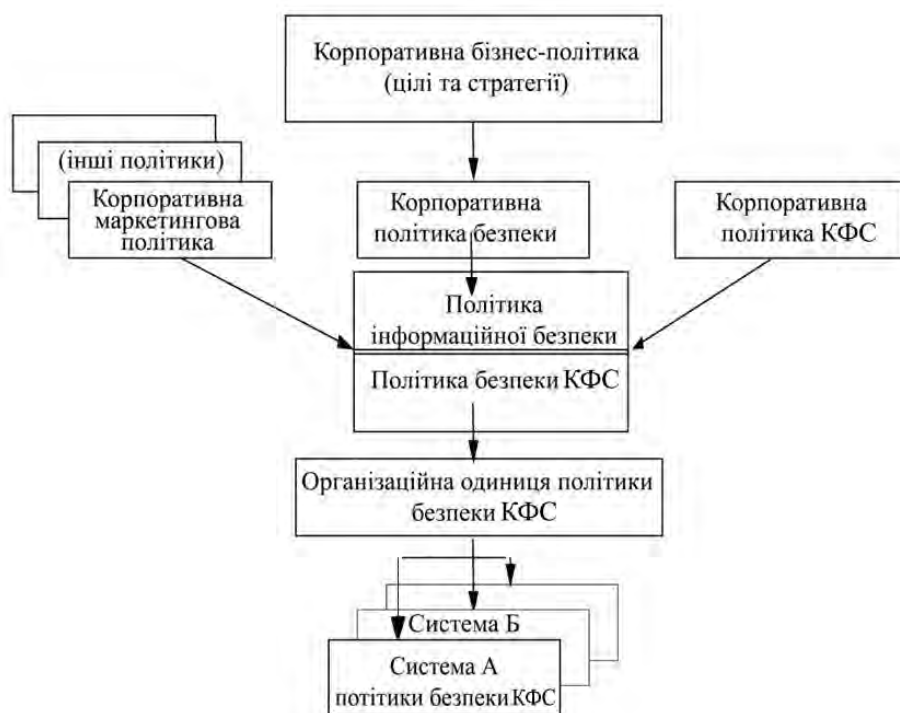 Корпоративна бізнес-політика
(цілі та стратегії)
(інші політики)
Корпоративна
маркетингова
політика
Корпоративна
політика безпеки
Корпоративна
політика КФС
Політика
інформаційної безпеки
Політика безпеки КФС
Організаційна одиниця політики
безпеки КФС
Система Б
Система А
потітики безпеки КФС